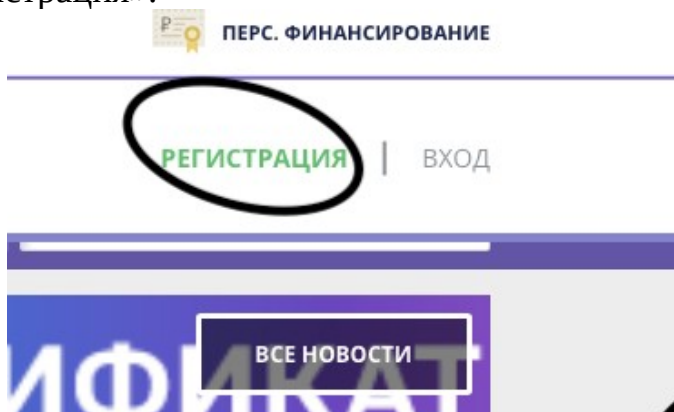 ПЕРС. ФИНАНСИРОВАНИЕ
РЕГИСТРАЦИЯ | ВХОД
ВСЕ НОВОСТИ